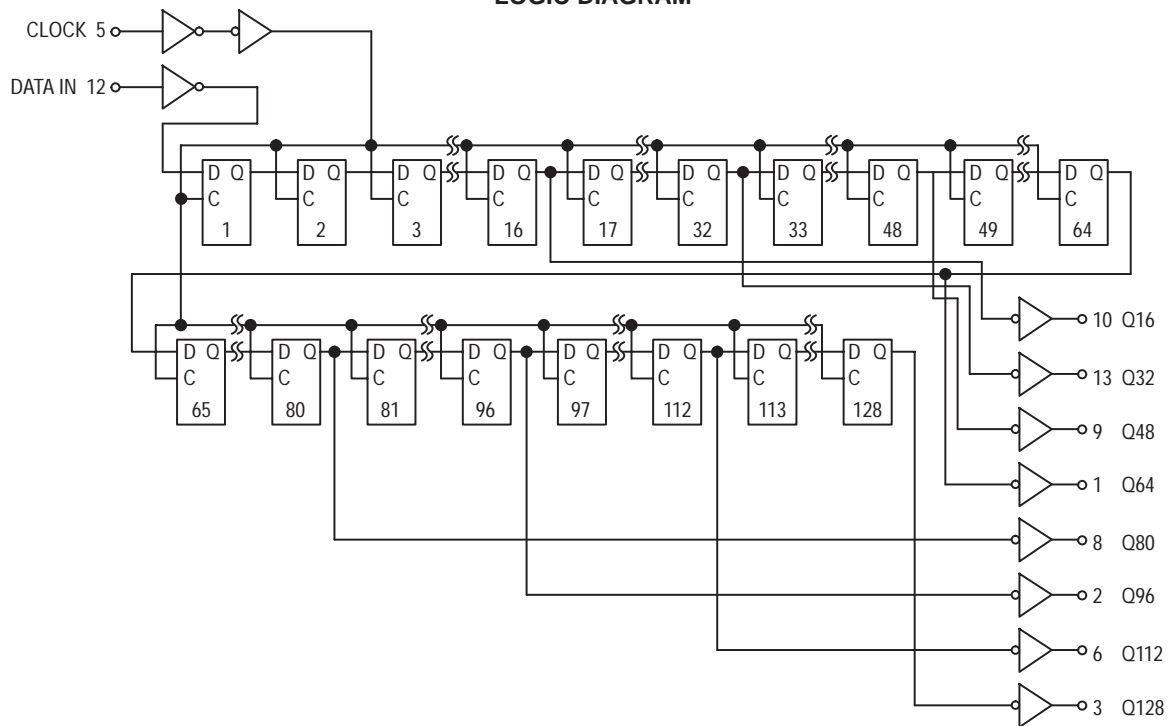 LOGIC DIAGRAM
CLOCK 5
DATA IN 12
D Q D Q D Q D Q D Q D Q D Q D Q D Q D Q
C C C C C C C C C C
1 2 3 16 17 32 33 48 49 64
10 Q16
D Q D Q D Q D Q D Q D Q D Q D Q
C C C C C C C C
13 Q32
65 80 81 96 97 112 113 128
9 Q48
1 Q64
8 Q80
2 Q96
6 Q112
3 Q128